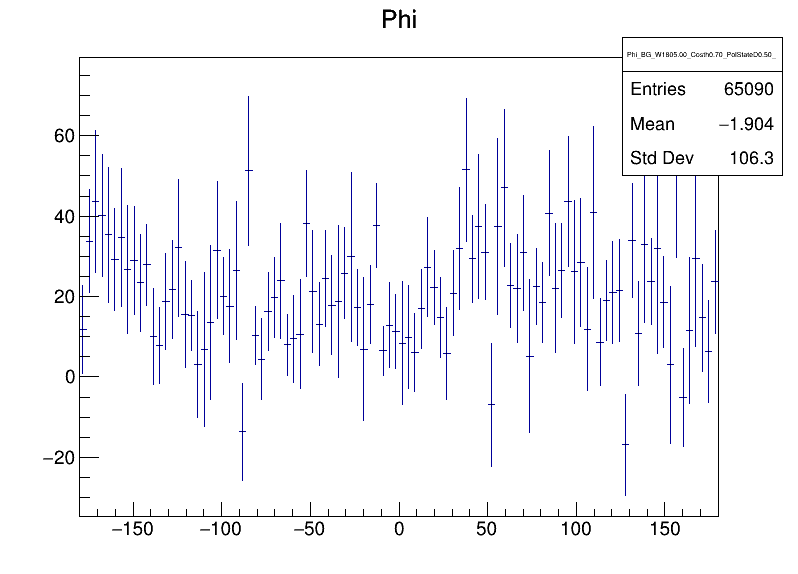 Phi
Phi_BG_W1805.00_Costh0.70_PolStateD0.50_
Entries 65090
Mean −1.904
Std Dev 106.3
60
40
20
0
−20
−150 −100 −50 0 50 100 150